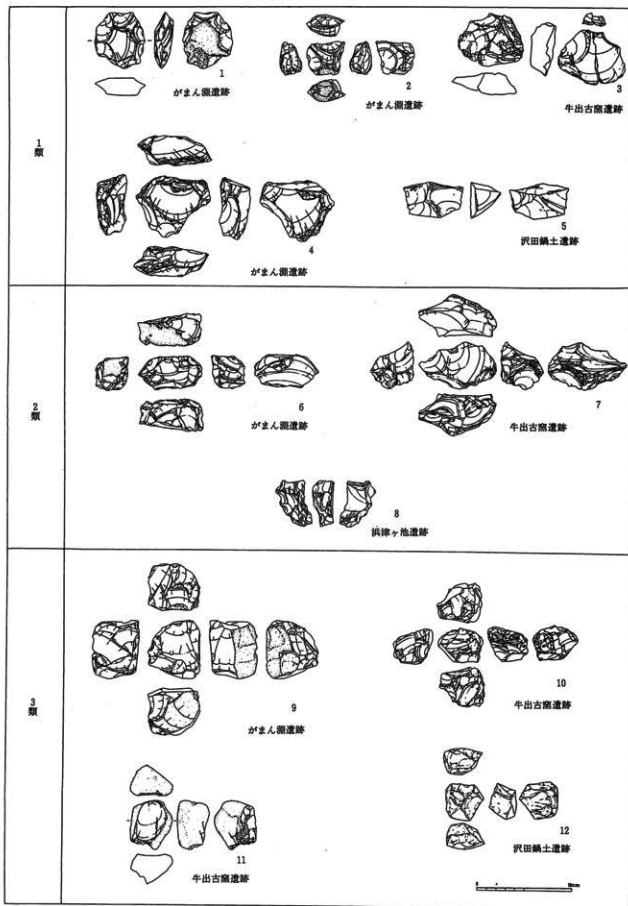 1類
1
がまん淵遺跡
2
がまん淵遺跡
3
牛出古窯遺跡
4
がまん淵遺跡
5
沢田鍋土遺跡
2類
6
がまん淵遺跡
7
牛出古窯遺跡
8
浜津ヶ池遺跡
3類
9
がまん淵遺跡
10
牛出古窯遺跡
11
牛出古窯遺跡
12
沢田鍋土遺跡
0